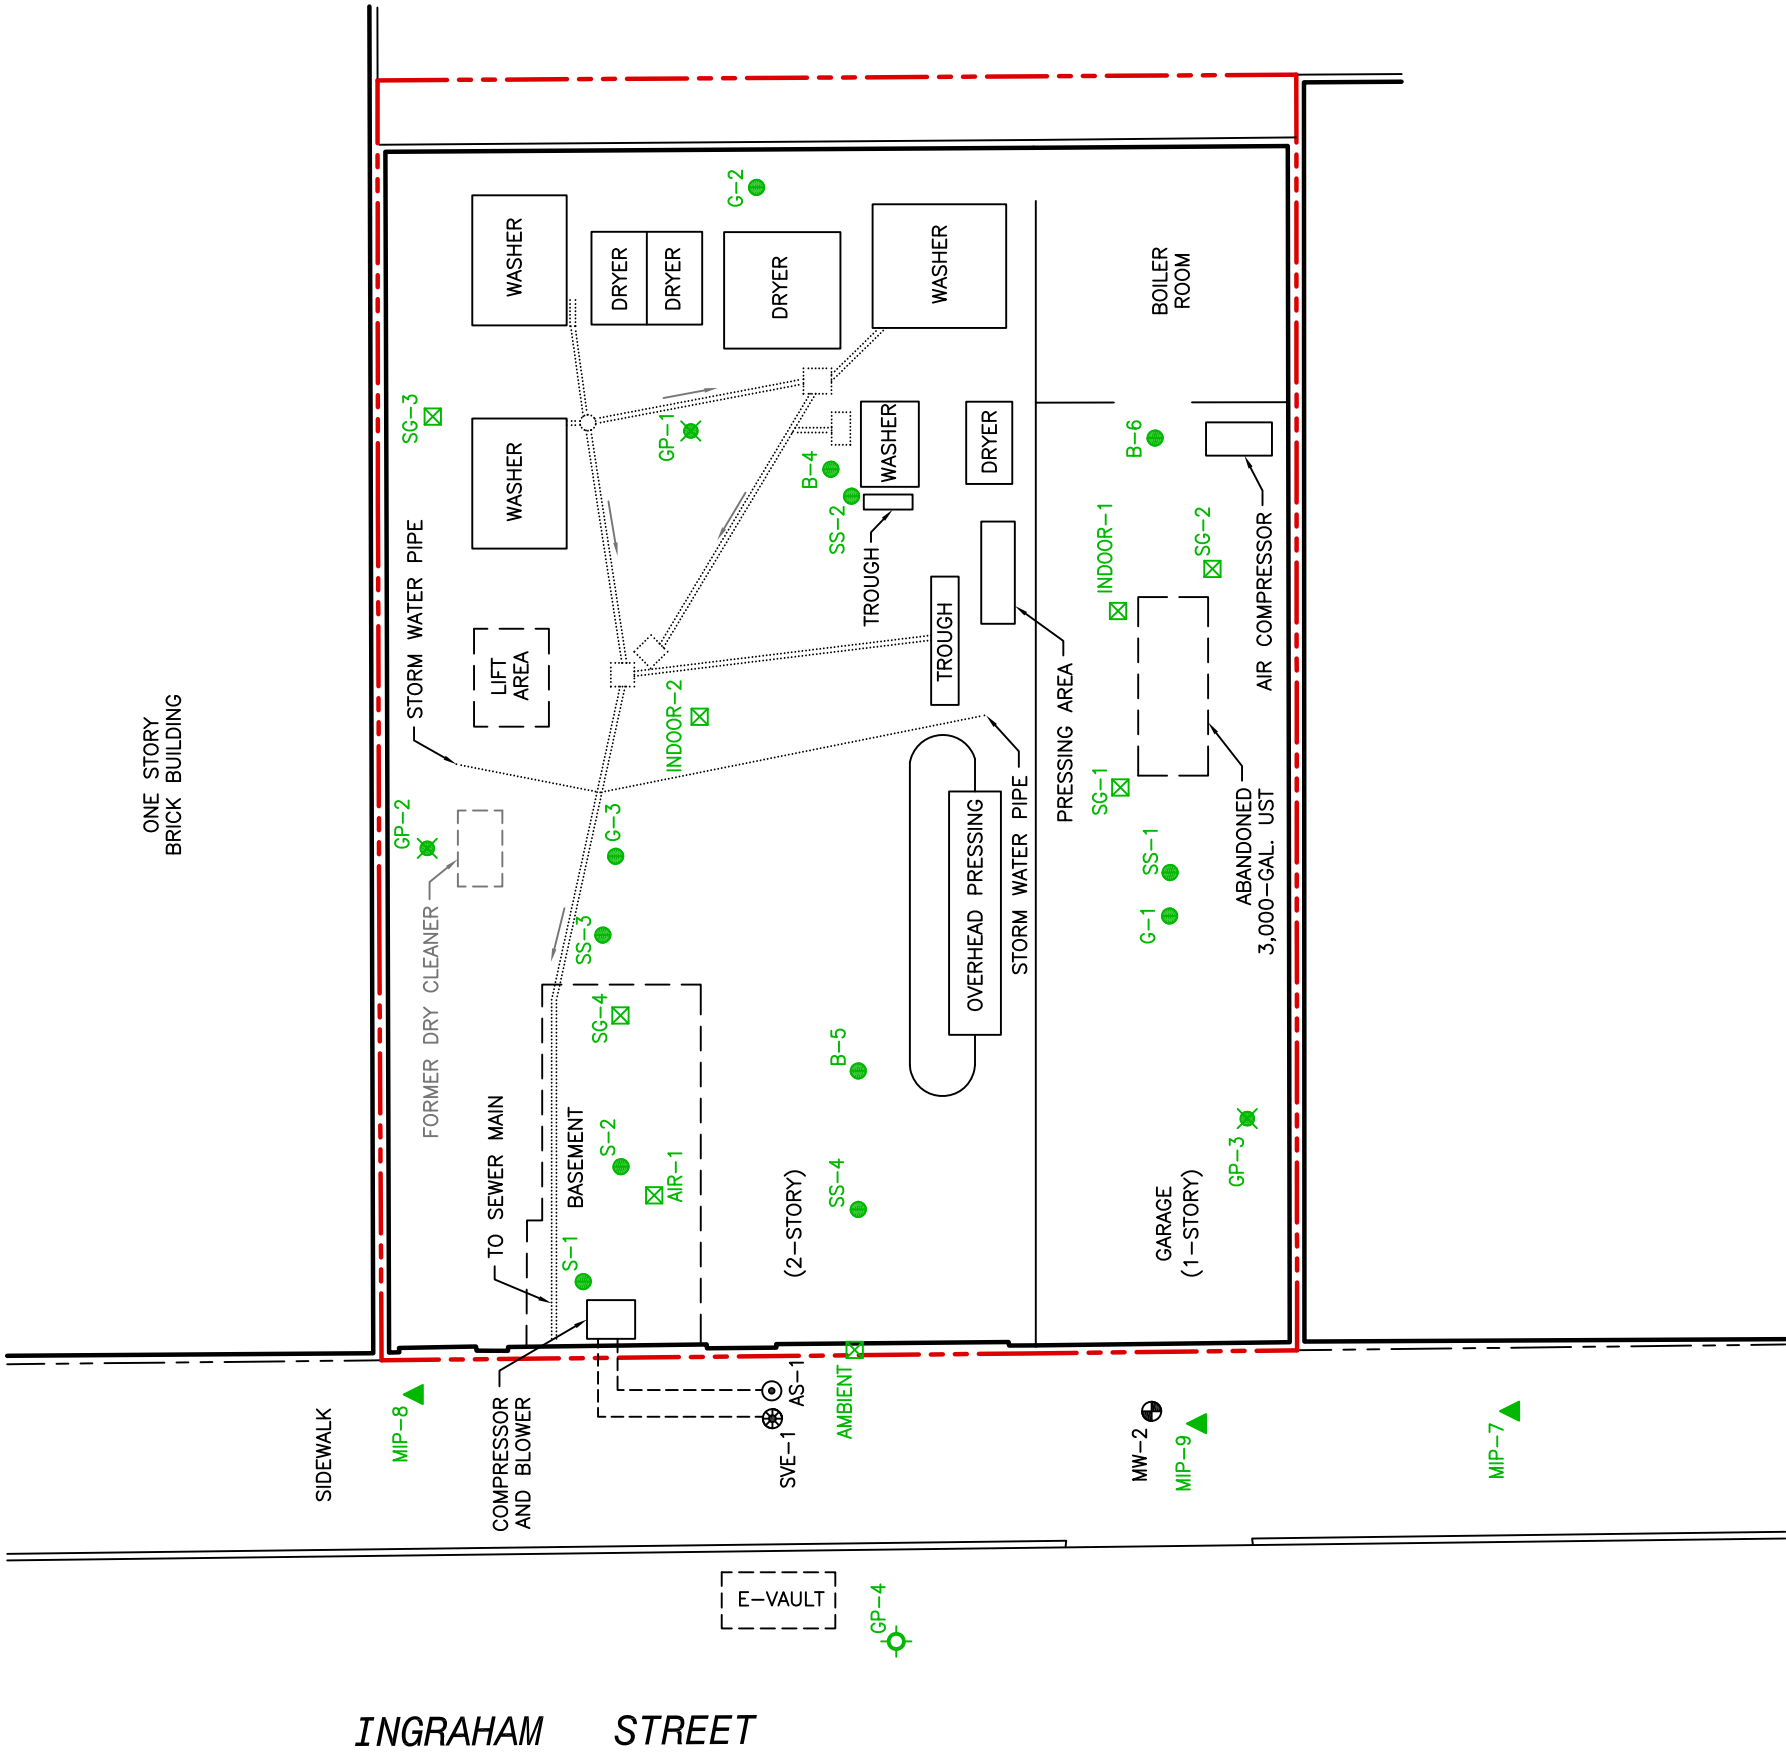 G-2
WASHER
DRYER
DRYER
DRYER
WASHER
BOILER
ROOM
SG-3
GP-1
B-4
WASHER
DRYER
B-6
WASHER
SS-2
TROUGH
INDOOR-1
SG-2
AIR COMPRESSOR
STORM WATER PIPE
LIFT
AREA
INDOOR-2
TROUGH
PRESSING AREA
ONE STORY
BRICK BUILDING
GP-2
G-3
SG-1
SS-1
G-1
ABANDONED
3,000-GAL. UST
STORM WATER PIPE
OVERHEAD PRESSING
FORMER DRY CLEANER
SS-3
SG-4
B-5
TO SEWER MAIN
BASEMENT
S-2
AIR-1
S-1
(2-STORY)
SS-4
GP-3
GARAGE
(1-STORY)
SIDEWALK
MIP-8
COMPRESSOR
AND BLOWER
AS-1
SVE-1
AMBIENT
MW-2
MIP-9
MIP-7
E-VAULT
GP-4
INGRAHAM STREET